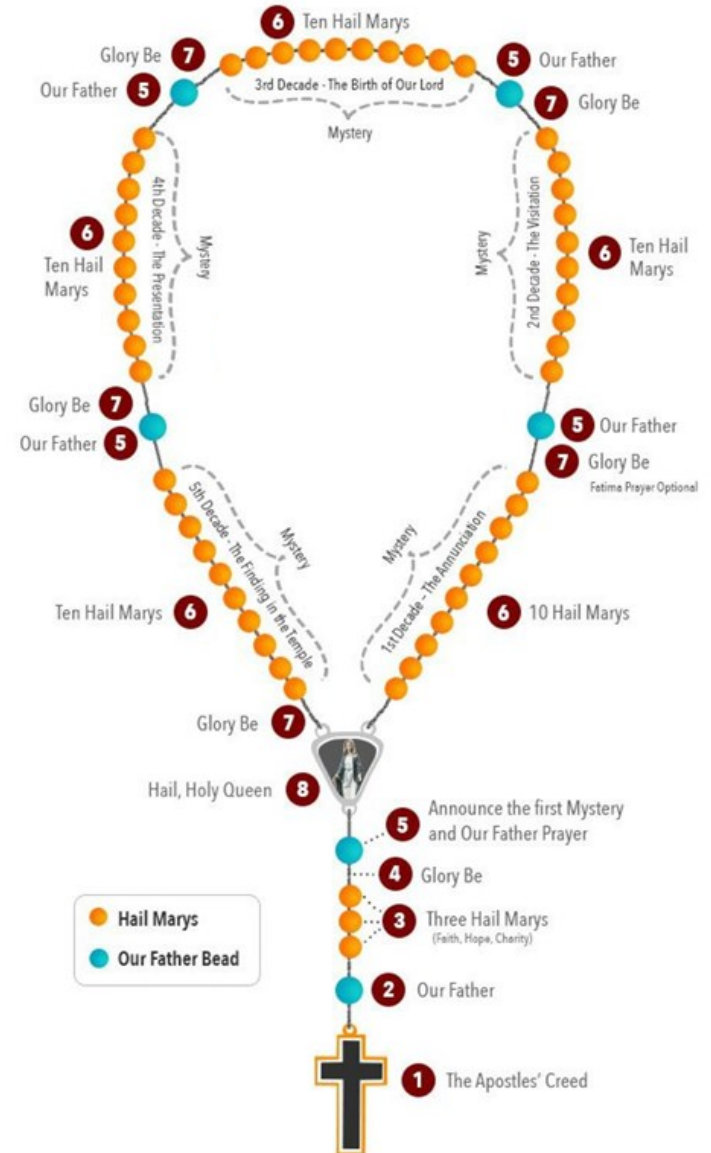 6 Ten Hail Marys
Glory Be 7
5 Our Father
Our Father 5
3rd Decade - The Birth of Our Lord
7 Glory Be
Mystery
4th Decade - The Presentation
Mystery
Mystery
2nd Decade - The Visitation
6
Ten Hail
Marys
6 Ten Hail
Marys
Glory Be 7
Our Father 5
5 Our Father
7 Glory Be
Fatima Prayer Optional
5th Decade - The Finding in the Temple
Mystery
Mystery
1st Decade - The Annunciation
Ten Hail Marys 6
6 10 Hail Marys
Glory Be 7
Hail, Holy Queen 8
5 Announce the first Mystery
and Our Father Prayer
4 Glory Be
Hail Marys
Our Father Bead
3 Three Hail Marys
(Faith, Hope, Charity)
2 Our Father
1 The Apostles' Creed